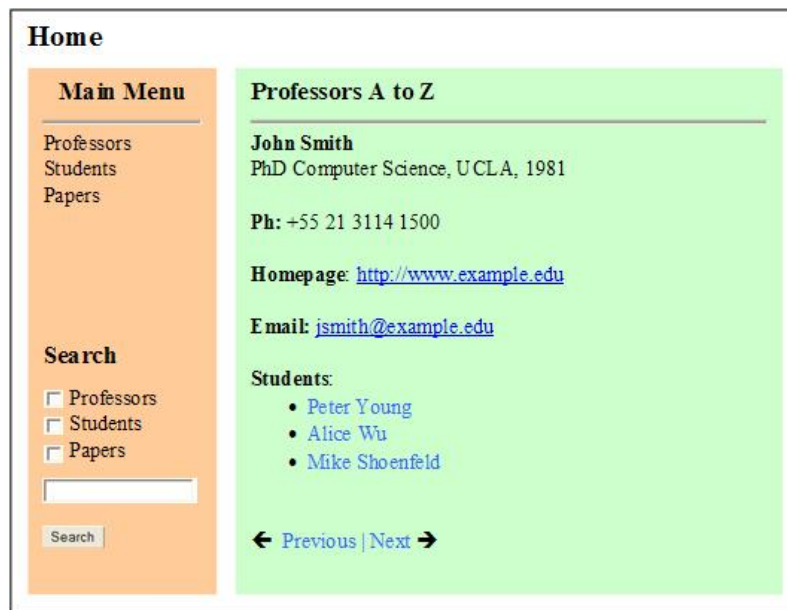 Home
Main Menu
Professors
Students
Papers
Search
Professors
Students
Papers
Search
Professors A to Z
John Smith
PhD Computer Science, UCLA, 1981
Ph: +55 21 3114 1500
Homepage: http://www.example.edu
Email: jsmith@example.edu
Students:
• Peter Young
• Alice Wu
• Mike Shoenfeld
← Previous | Next →